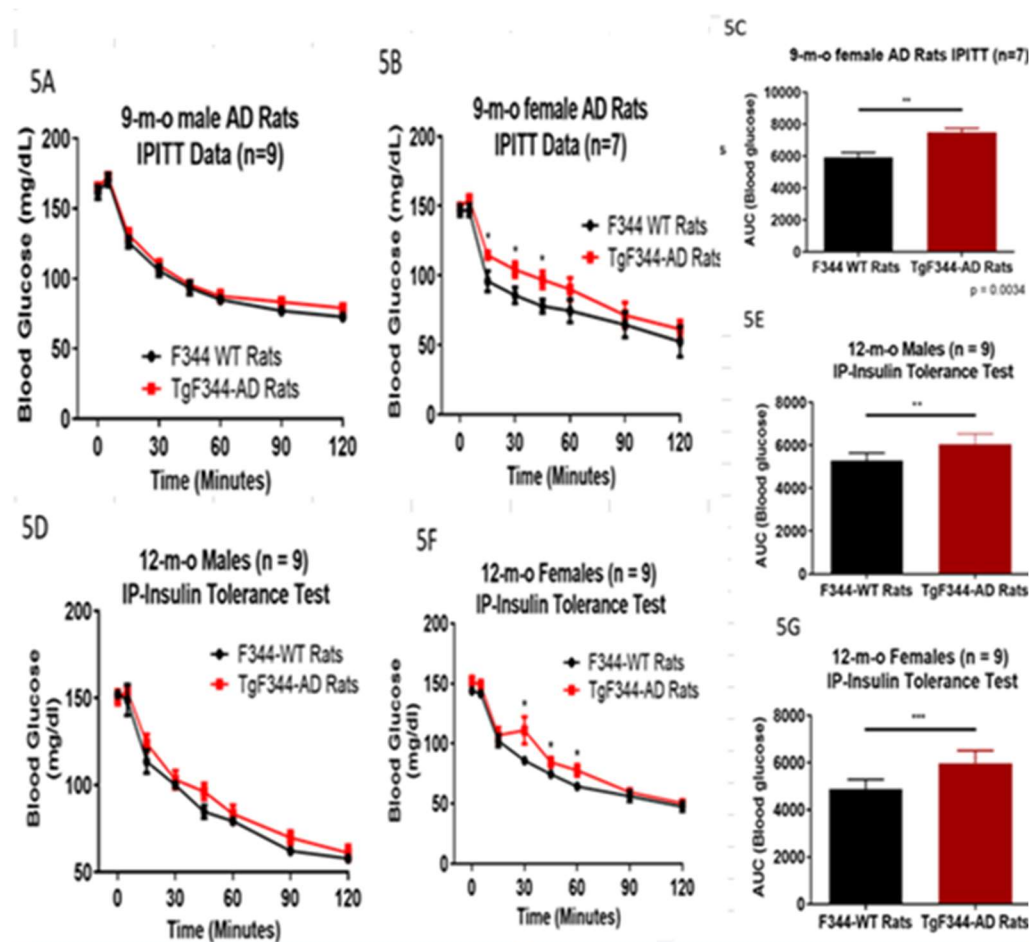 5A
9-m-o male AD Rats
IPITT Data (n=9)
Blood Glucose (mg/dL)
200
150
100
50
0
F344 WT Rats
TgF344-AD Rats
0 30 60 90 120
Time (Minutes)
5B
9-m-o female AD Rats
IPITT Data (n=7)
Blood Glucose (mg/dL)
200
150
100
50
0
F344 WT Rats
TgF344-AD Rats
* * *
0 30 60 90 120
Time (Minutes)
5C
9-m-o female AD Rats IPITT (n=7)
AUC (Blood glucose)
10000
8000
6000
4000
2000
0
**
F344 WT Rats TgF344-AD Rats
p = 0.0034
s
5D
12-m-o Males (n = 9)
IP-Insulin Tolerance Test
Blood Glucose
(mg/dl)
200
150
100
50
F344-WT Rats
TgF344-AD Rats
0 30 60 90 120
Time (Minutes)
5E
12-m-o Males (n = 9)
IP-Insulin Tolerance Test
AUC (Blood glucose)
8000
6000
4000
2000
0
**
F344-WT Rats TgF344-AD Rats
5F
12-m-o Females (n = 9)
IP-Insulin Tolerance Test
Blood Glucose
(mg/dl)
200
150
100
50
0
F344-WT Rats
TgF344-AD Rats
* * *
0 30 60 90 120
Time (Minutes)
5G
12-m-o Females (n = 9)
IP-Insulin Tolerance Test
AUC (Blood glucose)
8000
6000
4000
2000
0
***
F344-WT Rats TgF344-AD Rats